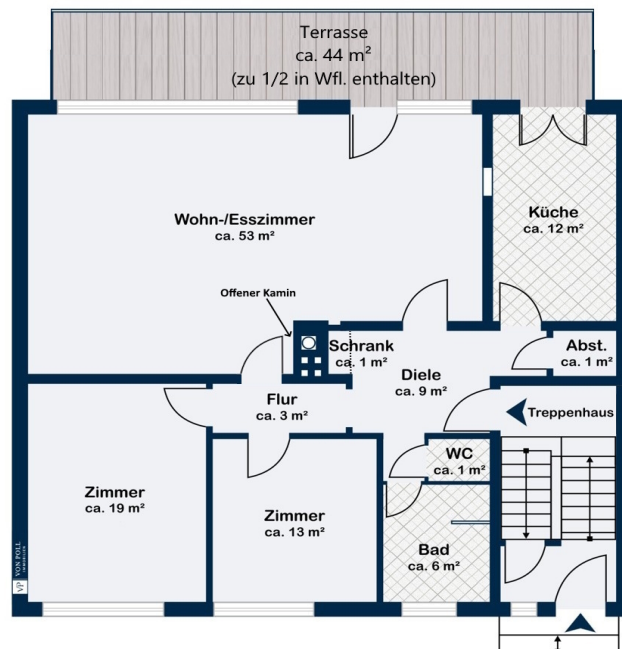 Terrasse
ca. 44 m²
(zu 1/2 in Wfl. enthalten)
Wohn-/Esszimmer
ca. 53 m²
Küche
ca. 12 m²
Offener Kamin
Schrank
ca. 1 m²
Abst.
ca. 1 m²
Diele
ca. 9 m²
Flur
ca. 3 m²
Treppenhaus
WC
ca. 1 m²
Zimmer
ca. 19 m²
Zimmer
ca. 13 m²
Bad
ca. 6 m²
VON POLL
IMMOBILIEN
VP